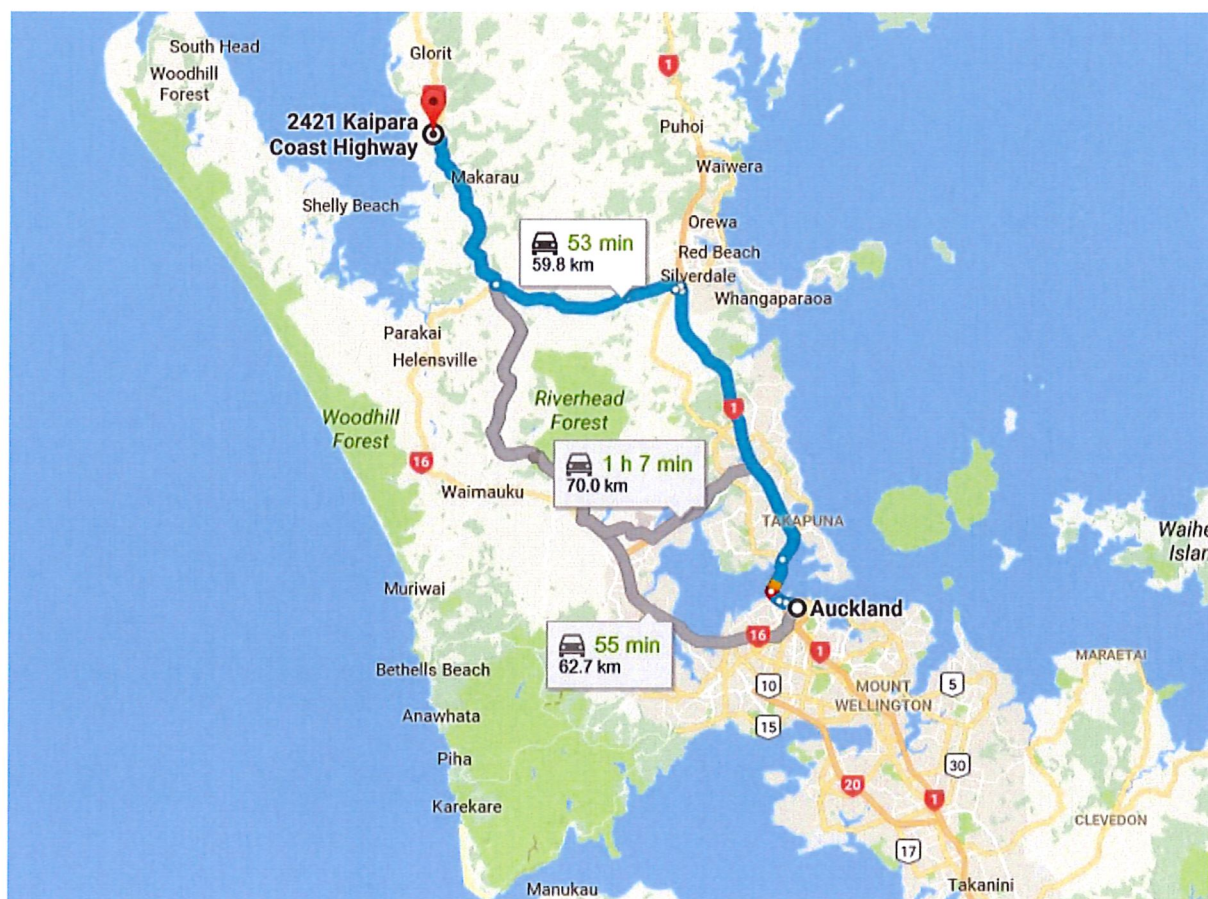 South Head
Woodhill
Forest
Glorit
1
2421 Kaipara
Coast Highway
Puhoi
Waiwera
Makarau
Shelly Beach
Orewa
53 min
59.8 km
Red Beach
Silverdale
Whangaparaoa
Parakai
Helensville
Riverhead
Forest
1
Woodhill
Forest
16
1 h 7 min
70.0 km
Waimauku
TAKAPUNA
Waihe
Islan
Muriwai
Auckland
16
1
55 min
62.7 km
MARAETAI
Bethells Beach
10
MOUNT
WELLINGTON
5
Anawhata
15
Piha
30
20
1
Karekare
CLEVEDON
17
Manukau
Takanini